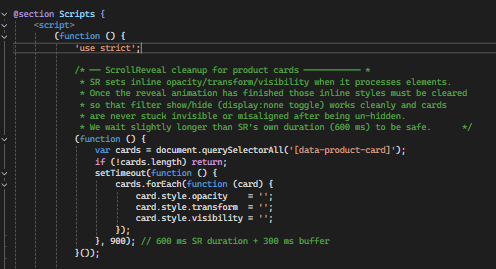 @section Scripts {
    <script>
        (function () {
            'use strict';

            /* —— ScrollReveal cleanup for product cards ———————————— *
             * SR sets inline opacity/transform/visibility when it processes elements.
             * Once the reveal animation has finished those inline styles must be cleared
             * so that filter show/hide (display:none toggle) works cleanly and cards
             * are never stuck invisible or misaligned after being un-hidden.
             * We wait slightly longer than SR's own duration (600 ms) to be safe.      */
            (function () {
                var cards = document.querySelectorAll('[data-product-card]');
                if (!cards.length) return;
                setTimeout(function () {
                    cards.forEach(function (card) {
                        card.style.opacity    = '';
                        card.style.transform  = '';
                        card.style.visibility = '';
                    });
                }, 900); // 600 ms SR duration + 300 ms buffer
            }());